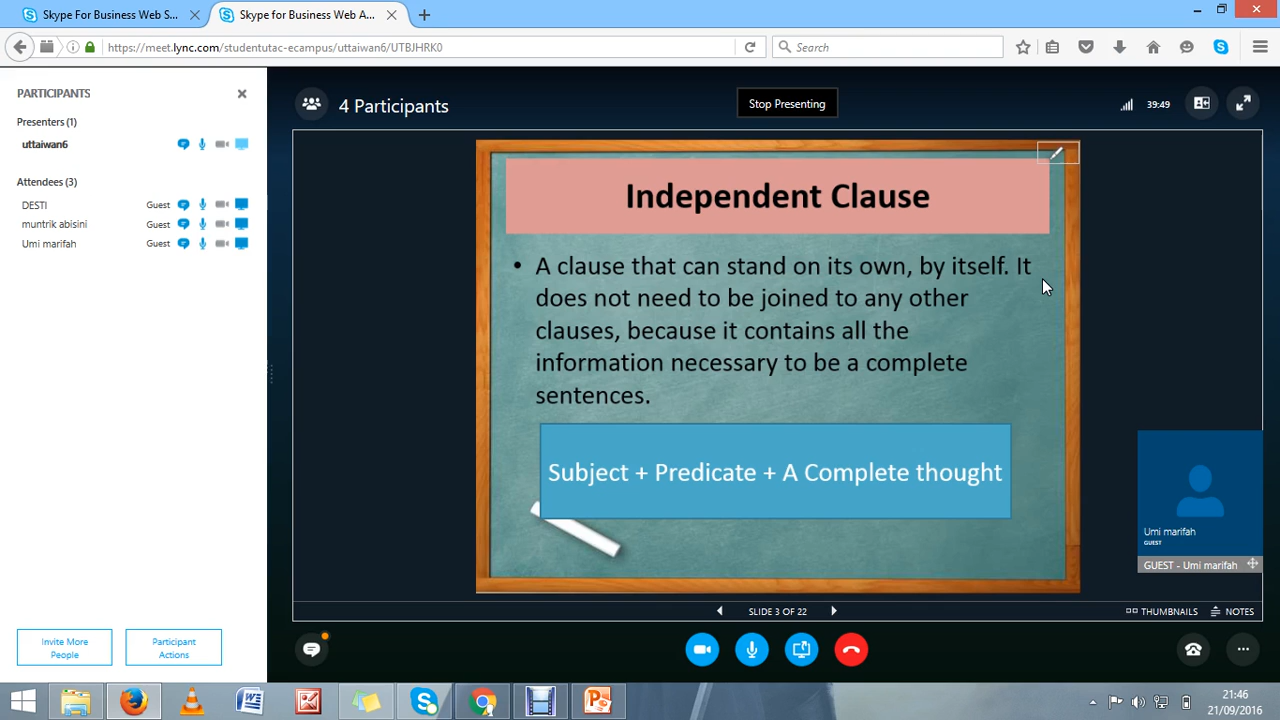 Skype For Business Web S...
Skype for Business Web A...
https://meet.lync.com/studentutac-ecampus/uttaiwan6/UTBJHRK0
Search
PARTICIPANTS
Presenters (1)
uttaiwan6
Attendees (3)
DESTI Guest
muntrik abisini Guest
Umi marifah Guest
Invite More People
Participant Actions
4 Participants
Stop Presenting
39:49
Independent Clause
• A clause that can stand on its own, by itself. It
does not need to be joined to any other
clauses, because it contains all the
information necessary to be a complete
sentences.
Subject + Predicate + A Complete thought
Umi marifah
GUEST
GUEST - Umi marifah
SLIDE 3 OF 22
THUMBNAILS
NOTES
21:46
21/09/2016